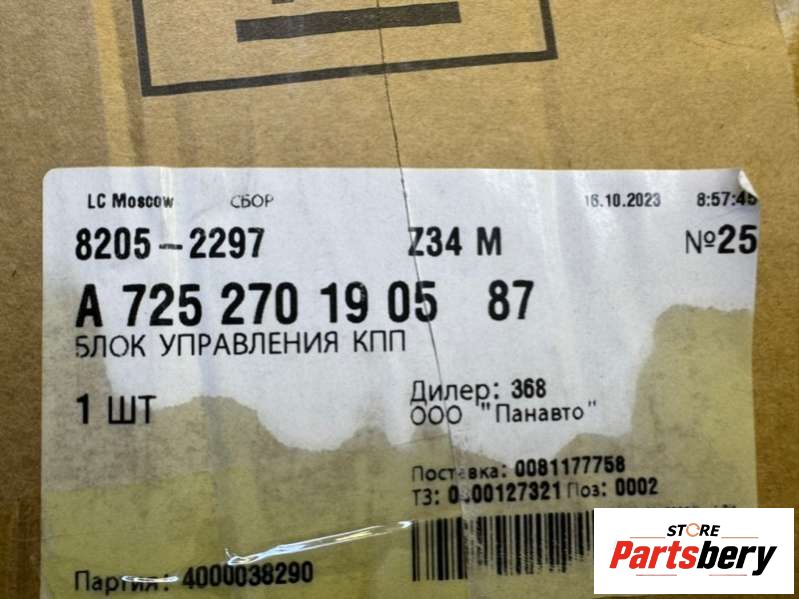 LC Moscow СБОР 16.10.2023 8:57:45
8205-2297 Z34 M №25
A 725 270 19 05 87
БЛОК УПРАВЛЕНИЯ КПП
1 ШТ
Дилер: 368
ООО "Панавто"
Поставка: 0081177758
ТЗ: Поз: 0002
Партия: 4000038290
STORE
Partsbery